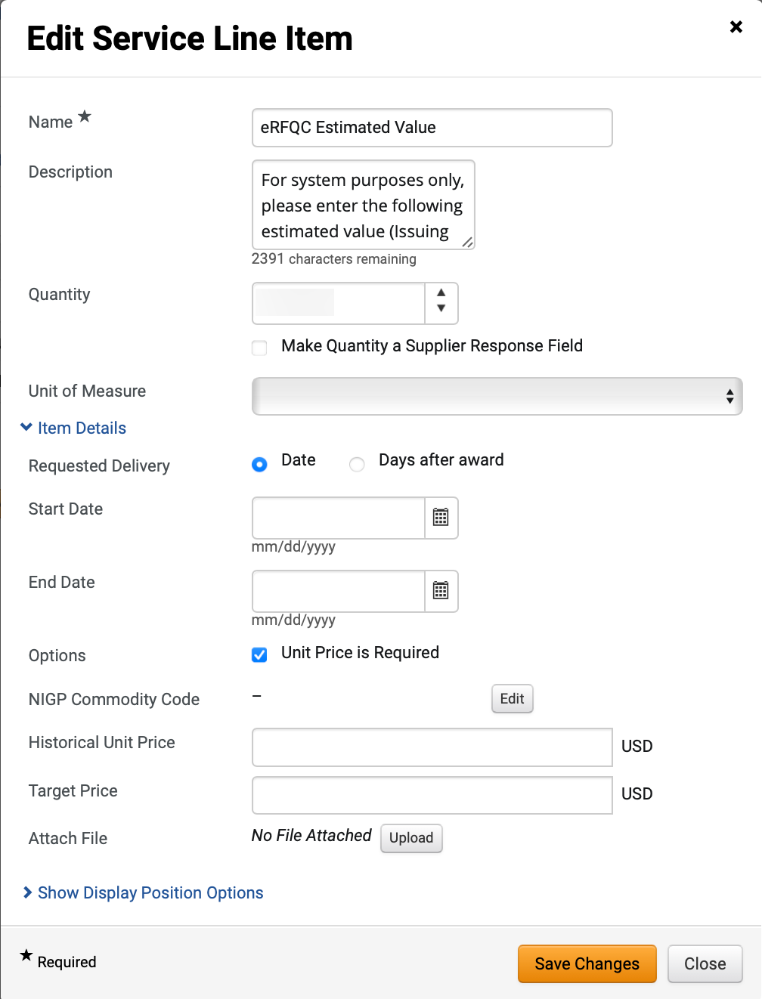 Edit Service Line Item
Name ★
eRFQC Estimated Value
Description
For system purposes only,
please enter the following
estimated value (Issuing
2391 characters remaining
Quantity
Make Quantity a Supplier Response Field
Unit of Measure
Item Details
Requested Delivery
Date
Days after award
Start Date
mm/dd/yyyy
End Date
mm/dd/yyyy
Options
Unit Price is Required
NIGP Commodity Code
–
Edit
Historical Unit Price
USD
Target Price
USD
Attach File
No File Attached
Upload
Show Display Position Options
★ Required
Save Changes
Close